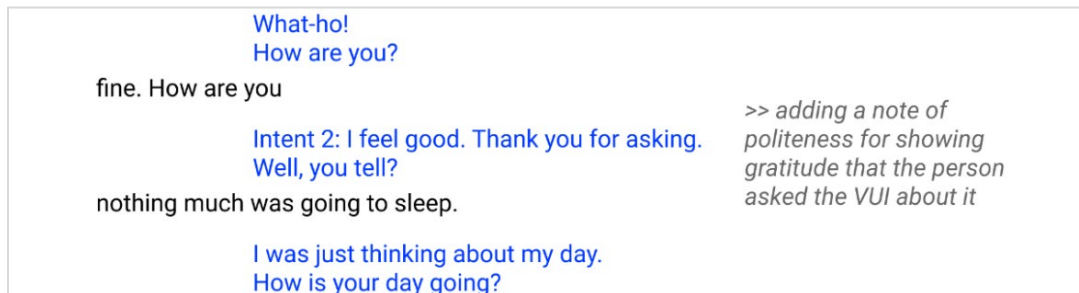 What-ho!
How are you?
fine. How are you
Intent 2: I feel good. Thank you for asking.
Well, you tell?
>> adding a note of
politeness for showing
gratitude that the person
asked the VUI about it
nothing much was going to sleep.
I was just thinking about my day.
How is your day going?